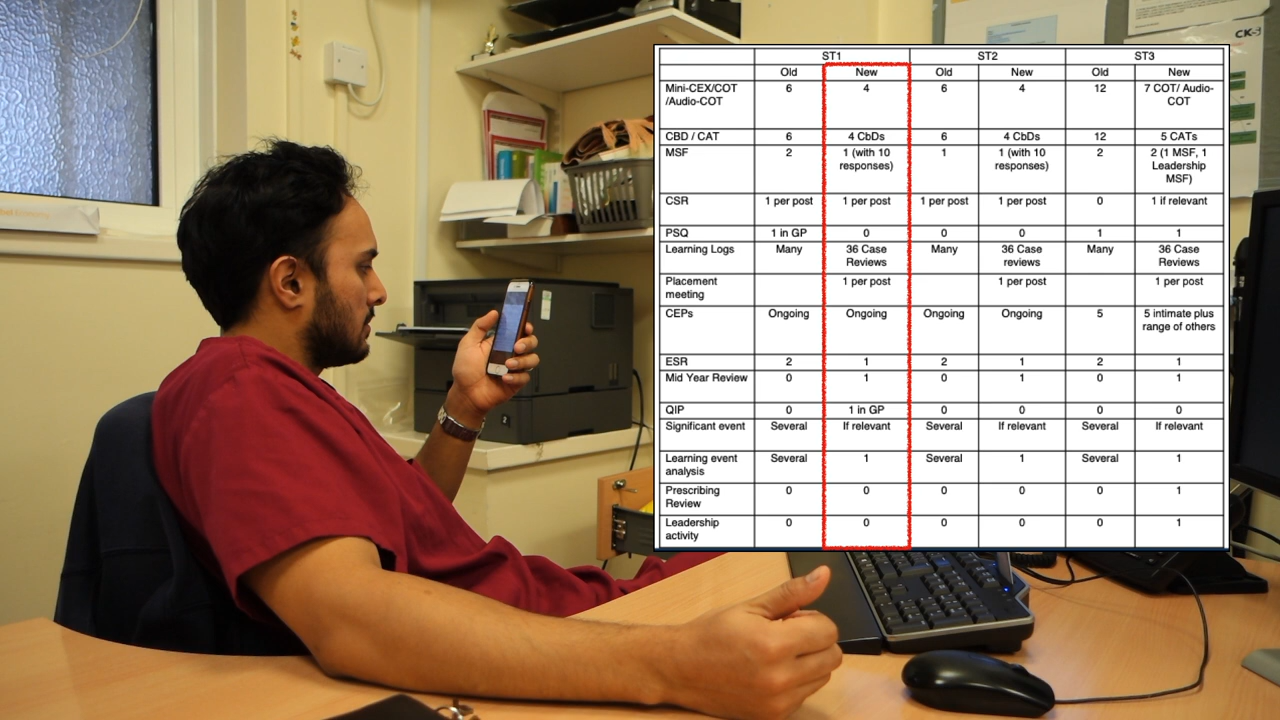 ST1 ST2 ST3
Old New Old New Old New
Mini-CEX/COT 6 4 6 4 12 7 COT/ Audio-
/Audio-COT COT
CBD / CAT 6 4 CbDs 6 4 CbDs 12 5 CATs
MSF 2 1 (with 10 1 1 (with 10 2 2 (1 MSF, 1
responses) responses) Leadership
MSF)
CSR 1 per post 1 per post 1 per post 1 per post 0 1 if relevant
PSQ 1 in GP 0 0 0 1 1
Learning Logs Many 36 Case Many 36 Case Many 36 Case
Reviews reviews Reviews
Placement 1 per post 1 per post 1 per post
meeting
CEPs Ongoing Ongoing Ongoing Ongoing 5 5 intimate plus
range of others
ESR 2 1 2 1 2 1
Mid Year Review 0 1 0 1 0 1
QIP 0 1 in GP 0 0 0 0
Significant event Several If relevant Several If relevant Several If relevant
Learning event Several 1 Several 1 Several 1
analysis
Prescribing 0 0 0 0 0 1
Review
Leadership 0 0 0 0 0 1
activity
CKS